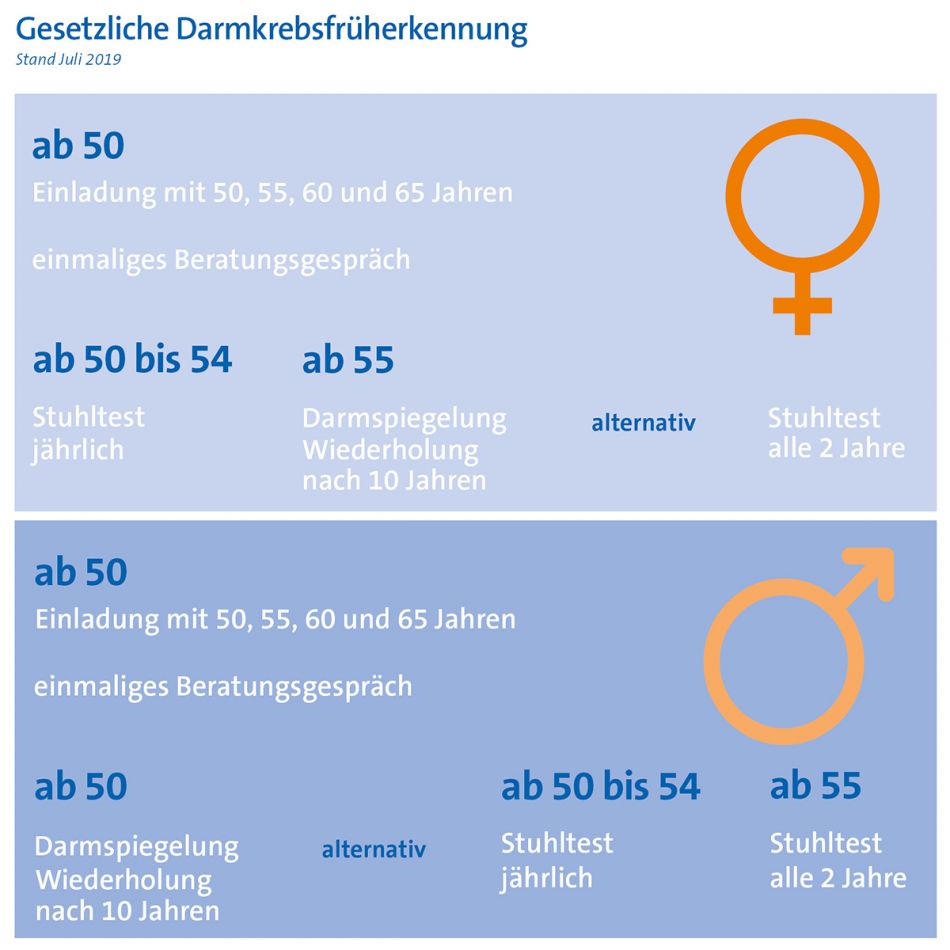 Gesetzliche Darmkrebsfrüherkennung
Stand Juli 2019
ab 50
Einladung mit 50, 55, 60 und 65 Jahren
einmaliges Beratungsgespräch
ab 50 bis 54
Stuhltest
jährlich
ab 55
Darmspiegelung
Wiederholung
nach 10 Jahren
alternativ
Stuhltest
alle 2 Jahre
ab 50
Einladung mit 50, 55, 60 und 65 Jahren
einmaliges Beratungsgespräch
ab 50
Darmspiegelung
Wiederholung
nach 10 Jahren
alternativ
ab 50 bis 54
Stuhltest
jährlich
ab 55
Stuhltest
alle 2 Jahre